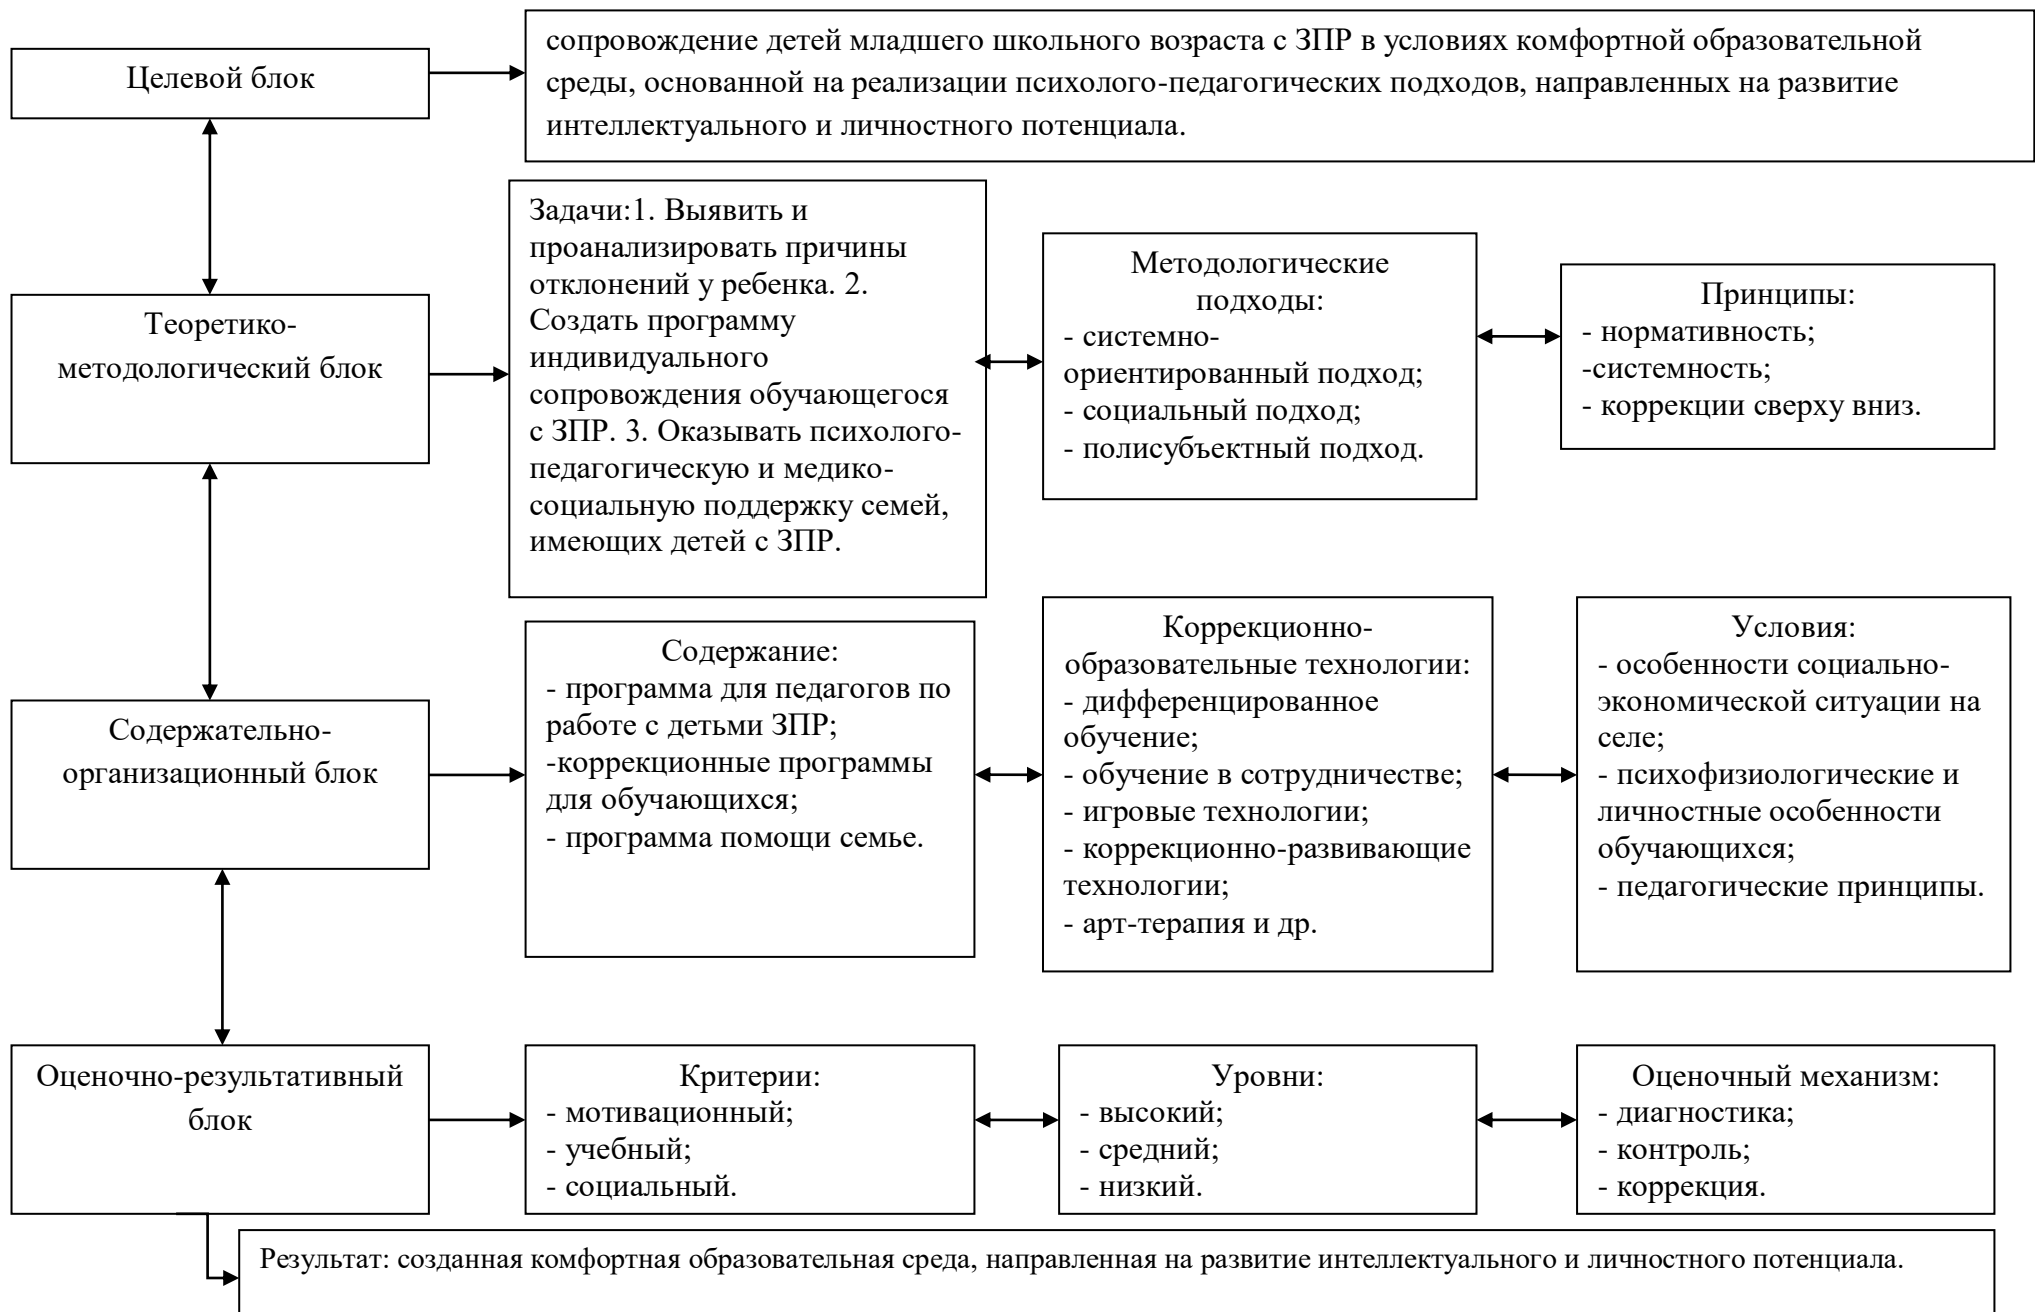 Целевой блок
сопровождение детей младшего школьного возраста с ЗПР в условиях комфортной образовательной
среды, основанной на реализации психолого-педагогических подходов, направленных на развитие
интеллектуального и личностного потенциала.
Теоретико-
методологический блок
Задачи:1. Выявить и
проанализировать причины
отклонений у ребенка. 2.
Создать программу
индивидуального
сопровождения обучающегося
с ЗПР. 3. Оказывать психолого-
педагогическую и медико-
социальную поддержку семей,
имеющих детей с ЗПР.
Методологические
подходы:
- системно-
ориентированный подход;
- социальный подход;
- полисубъектный подход.
Принципы:
- нормативность;
-системность;
- коррекции сверху вниз.
Содержательно-
организационный блок
Содержание:
- программа для педагогов по
работе с детьми ЗПР;
-коррекционные программы
для обучающихся;
- программа помощи семье.
Коррекционно-
образовательные технологии:
- дифференцированное
обучение;
- обучение в сотрудничестве;
- игровые технологии;
- коррекционно-развивающие
технологии;
- арт-терапия и др.
Условия:
- особенности социально-
экономической ситуации на
селе;
- психофизиологические и
личностные особенности
обучающихся;
- педагогические принципы.
Оценочно-результативный
блок
Критерии:
- мотивационный;
- учебный;
- социальный.
Уровни:
- высокий;
- средний;
- низкий.
Оценочный механизм:
- диагностика;
- контроль;
- коррекция.
Результат: созданная комфортная образовательная среда, направленная на развитие интеллектуального и личностного потенциала.